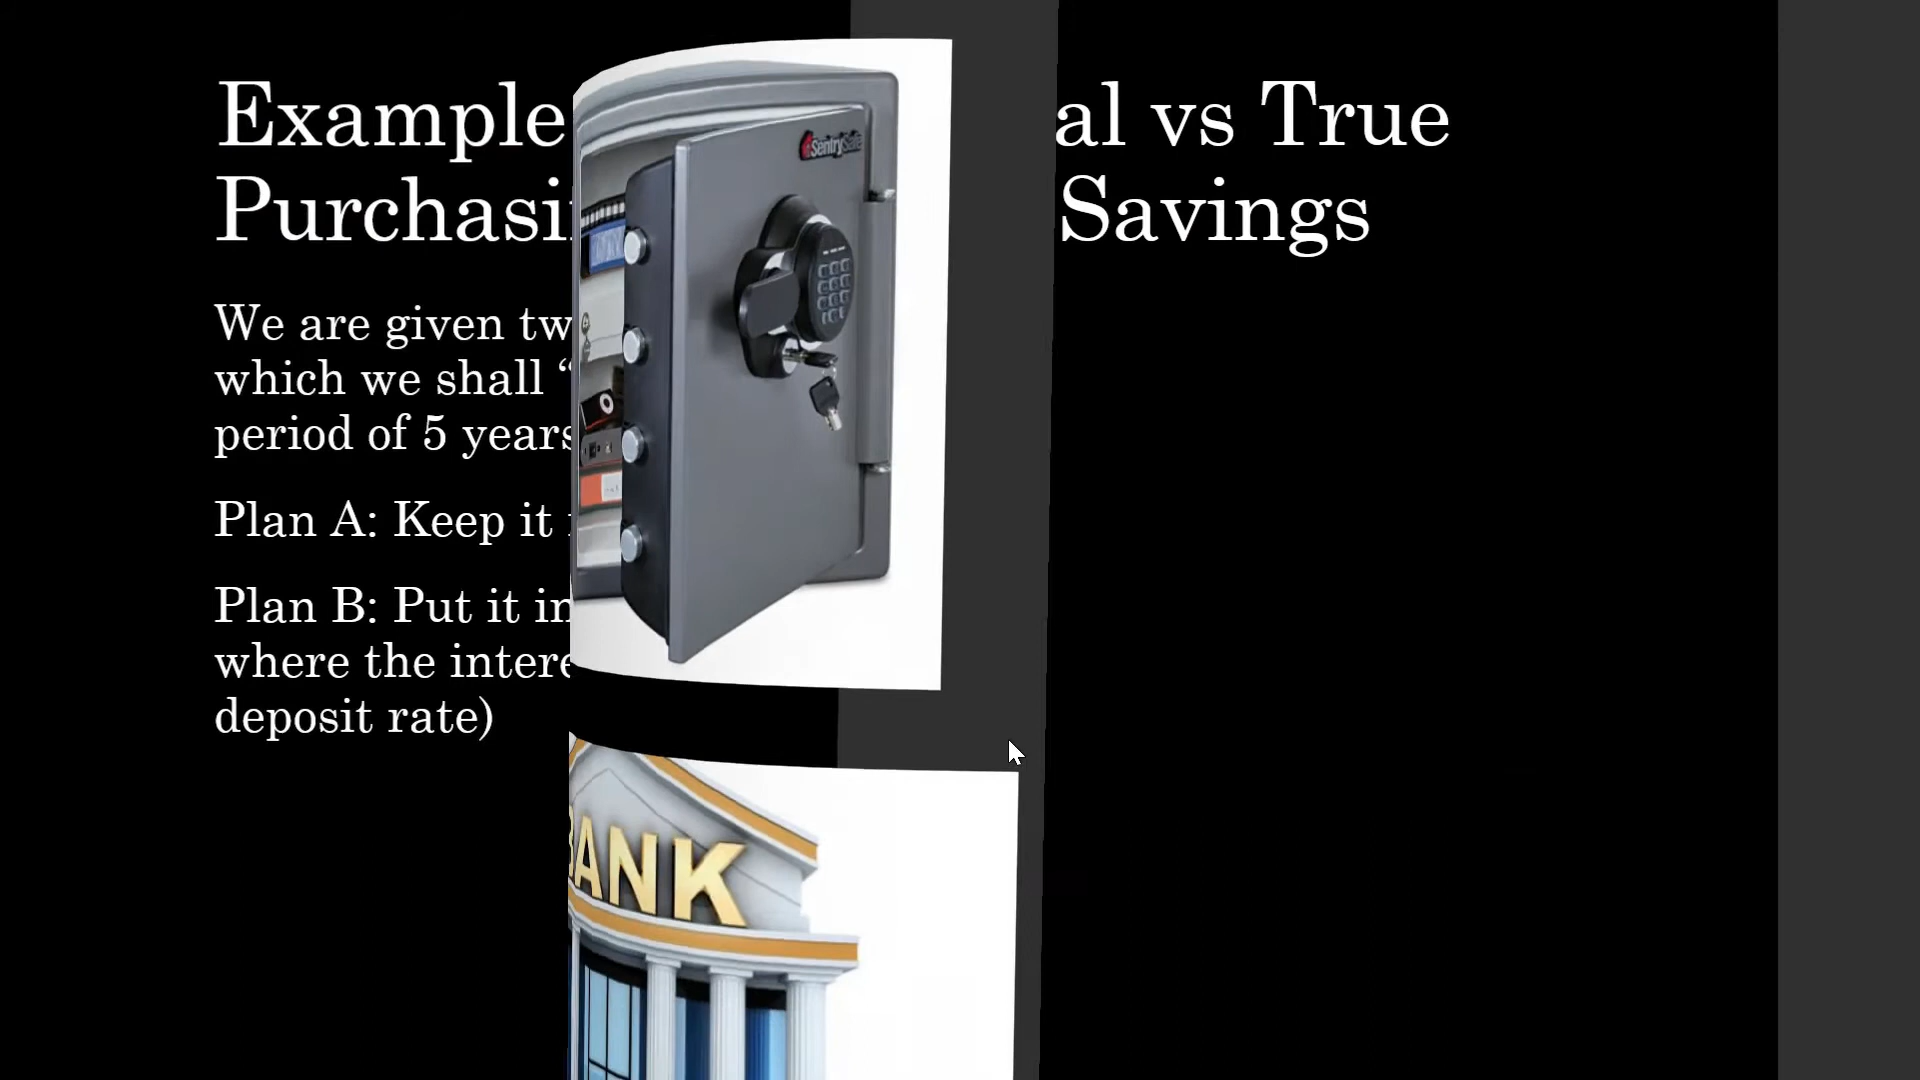 Example al vs True
Purchasi Savings
We are given tw
which we shall “
period of 5 years
Plan A: Keep it
Plan B: Put it in
where the intere
deposit rate)
SentrySafe
BANK